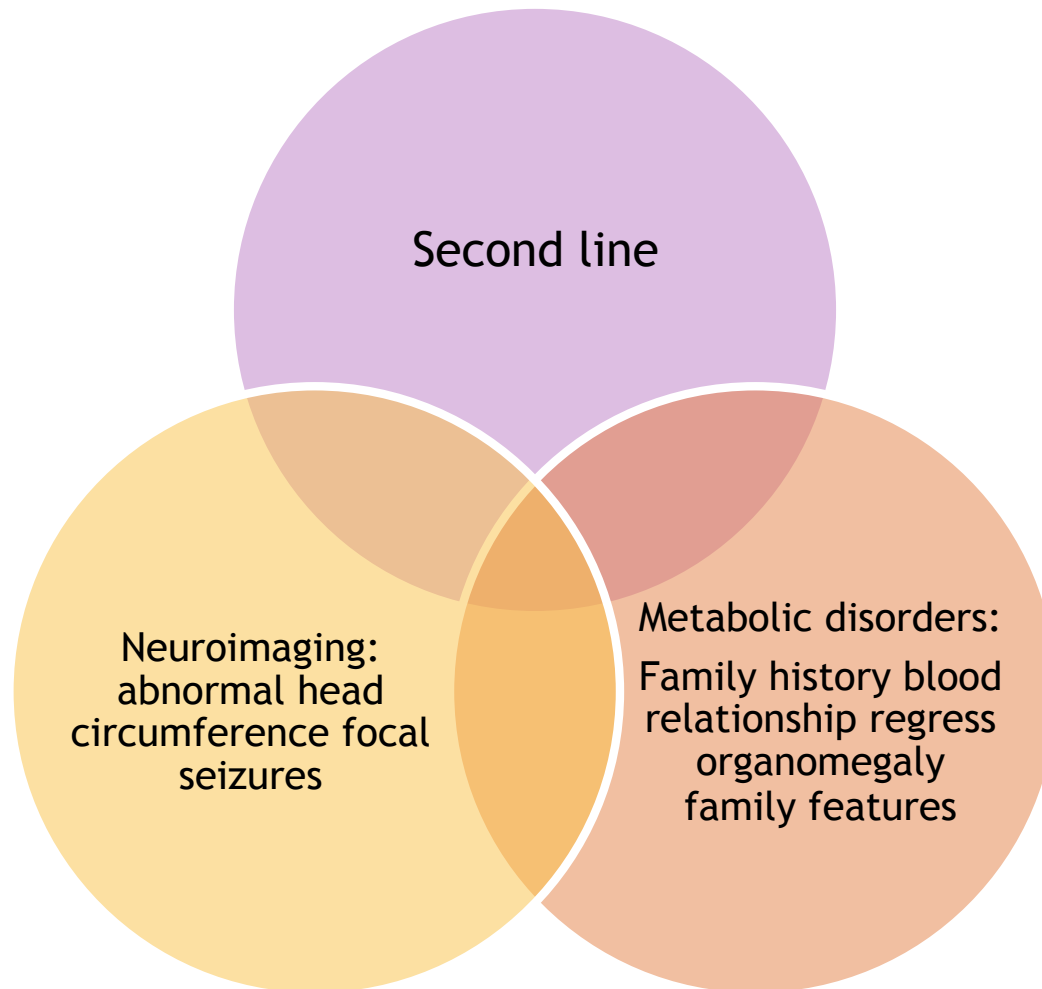 Second line
Neuroimaging:
abnormal head
circumference focal
seizures
Metabolic disorders:
Family history blood
relationship regress
organomegaly
family features